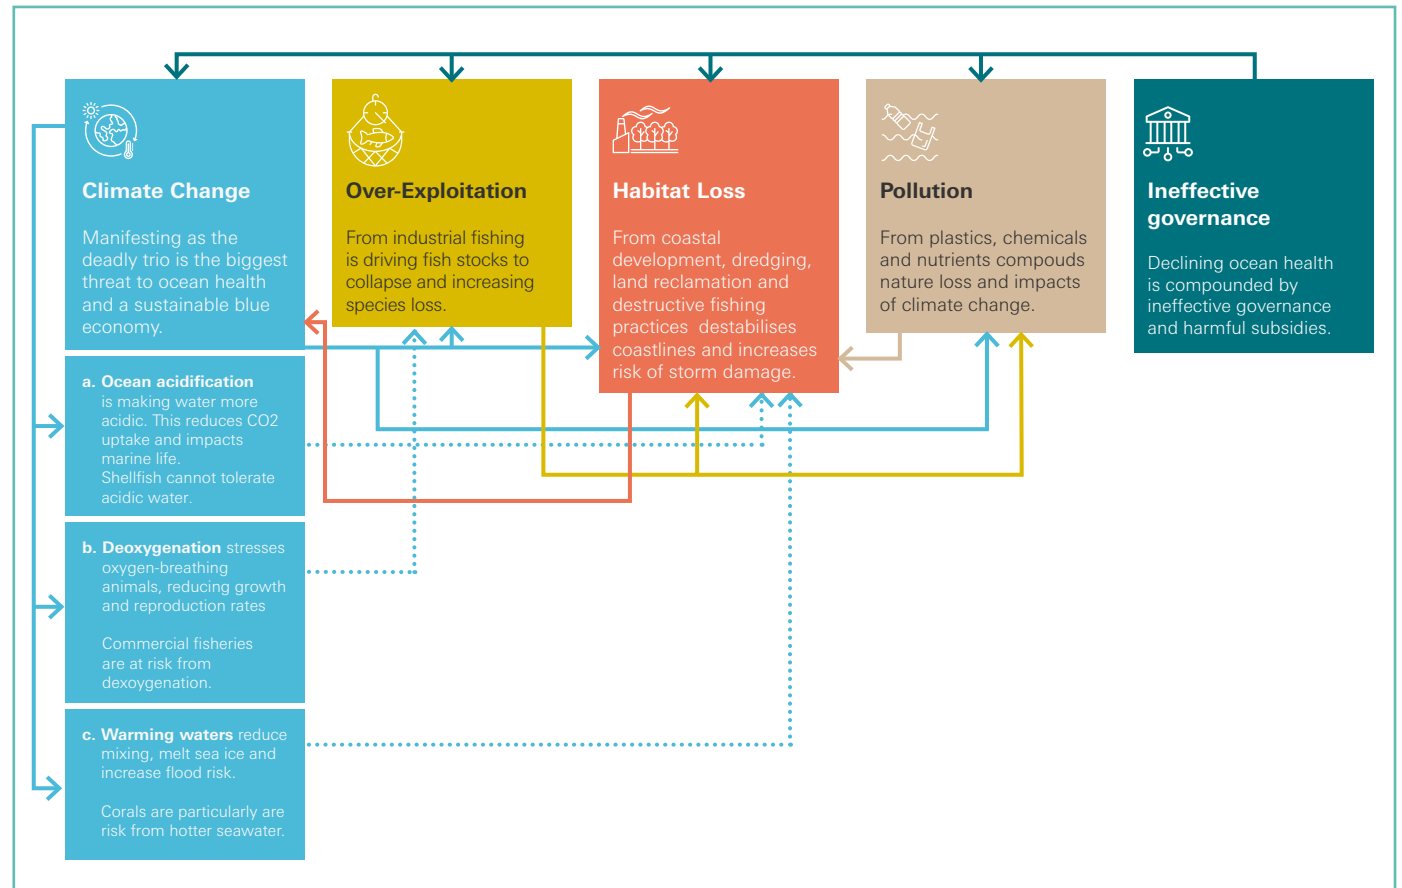 Climate Change
Manifesting as the
deadly trio is the biggest
threat to ocean health
and a sustainable blue
economy.
a. Ocean acidification
is making water more
acidic. This reduces CO2
uptake and impacts
marine life.
Shellfish cannot tolerate
acidic water.
b. Deoxygenation stresses
oxygen-breathing
animals, reducing growth
and reproduction rates
Commercial fisheries
are at risk from
dexoygenation.
c. Warming waters reduce
mixing, melt sea ice and
increase flood risk.
Corals are particularly are
risk from hotter seawater.
Over-Exploitation
From industrial fishing
is driving fish stocks to
collapse and increasing
species loss.
Habitat Loss
From coastal
development, dredging,
land reclamation and
destructive fishing
practices destabilises
coastlines and increases
risk of storm damage.
Pollution
From plastics, chemicals
and nutrients compouds
nature loss and impacts
of climate change.
Ineffective
governance
Declining ocean health
is compounded by
ineffective governance
and harmful subsidies.